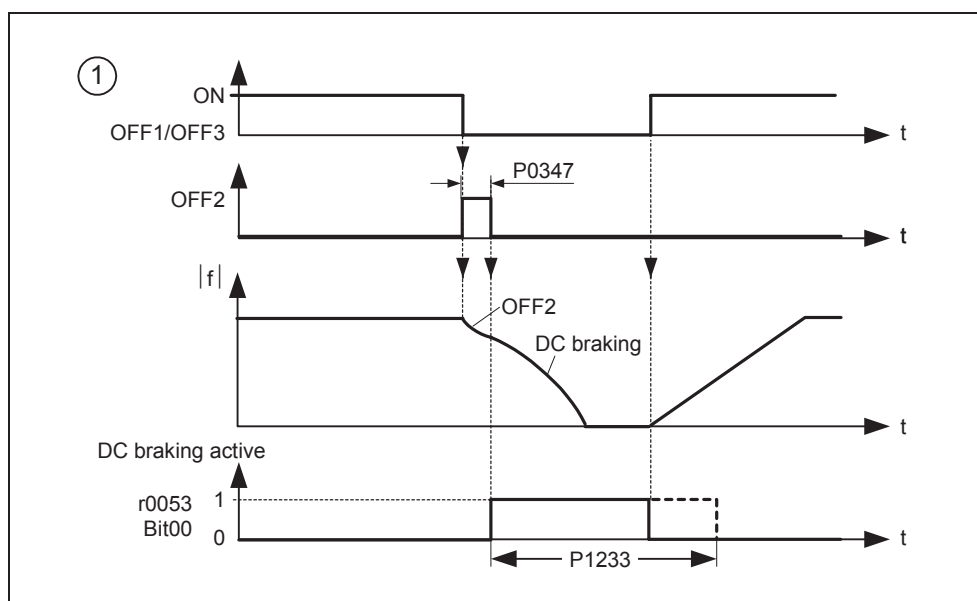 1
ON
OFF1/OFF3
t
P0347
OFF2
t
|f|
OFF2
DC braking
t
DC braking active
r0053 1
Bit00 0
t
P1233